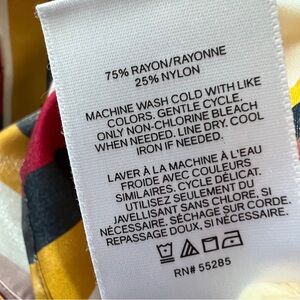 75% RAYON/RAYONNE
25% NYLON
MACHINE WASH COLD WITH LIKE
COLORS. GENTLE CYCLE.
ONLY NON-CHLORINE BLEACH
WHEN NEEDED. LINE DRY. COOL
IRON IF NEEDED.
LAVER À LA MACHINE À L'EAU
FROIDE AVEC COULEURS
SIMILAIRES. CYCLE DÉLICAT.
UTILISEZ SEULEMENT DU
JAVELLISANT SANS CHLORE, SI
NÉCESSAIRE. SÉCHAGE SUR CORDE.
REPASSAGE DOUX, SI NÉCESSAIRE.
RN# 55285